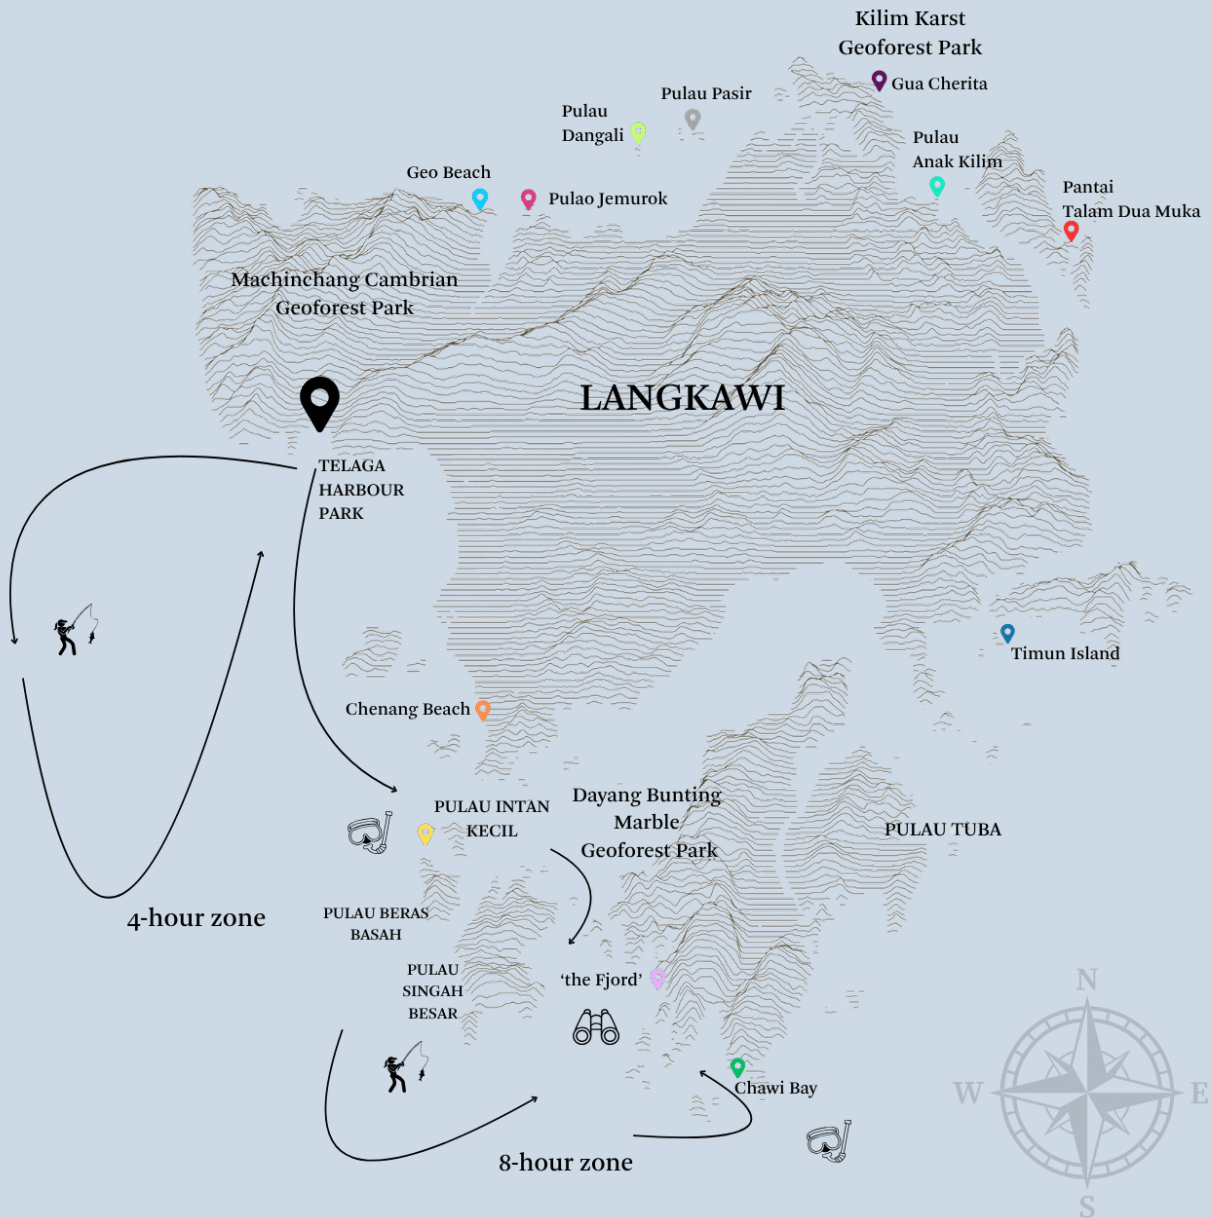 Kilim Karst
Geoforest Park
Gua Cherita
Pulau Pasir
Pulau
Dangali
Pulau
Anak Kilim
Geo Beach
Pulao Jemurok
Pantai
Talam Dua Muka
Machinchang Cambrian
Geoforest Park
LANGKAWI
TELAGA
HARBOUR
PARK
Timun Island
Chenang Beach
PULAU INTAN
KECIL
Dayang Bunting
Marble
Geoforest Park
PULAU TUBA
4-hour zone
PULAU BERAS
BASAH
PULAU
SINGAH
BESAR
‘the Fjord’
Chawi Bay
8-hour zone
N
W
E
S